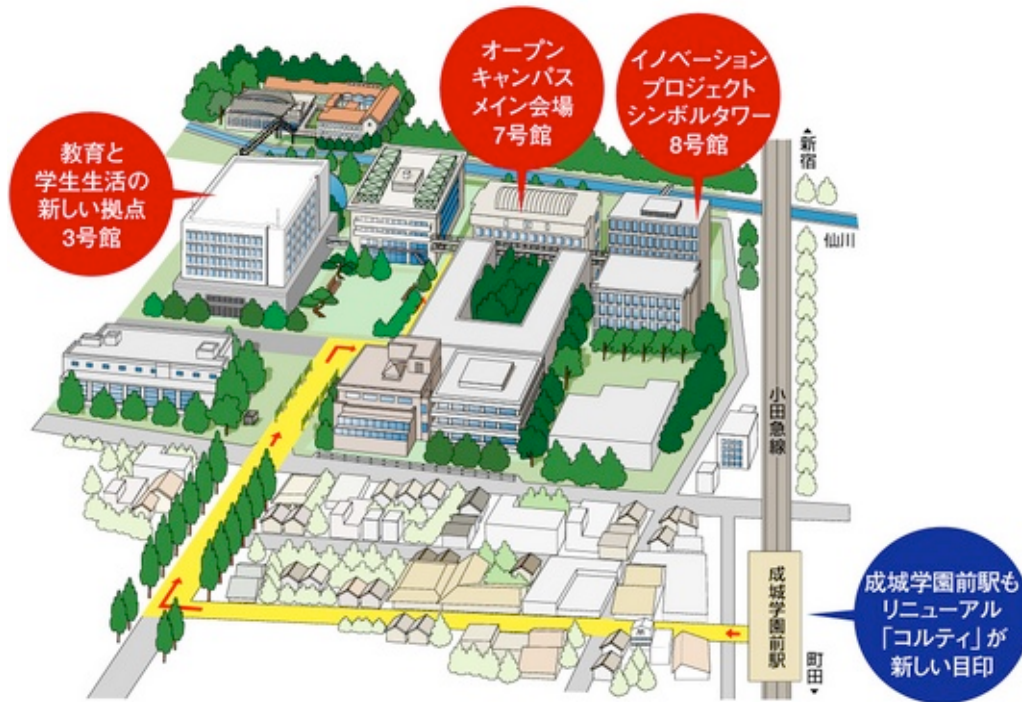 オープン
キャンパス
メイン会場
7号館
イノベーション
プロジェクト
シンボルタワー
8号館
教育と
学生生活の
新しい拠点
3号館
新宿
仙川
小田急線
成城学園前駅
成城学園前駅も
リニューアル
「コルティ」が
新しい目印
町田